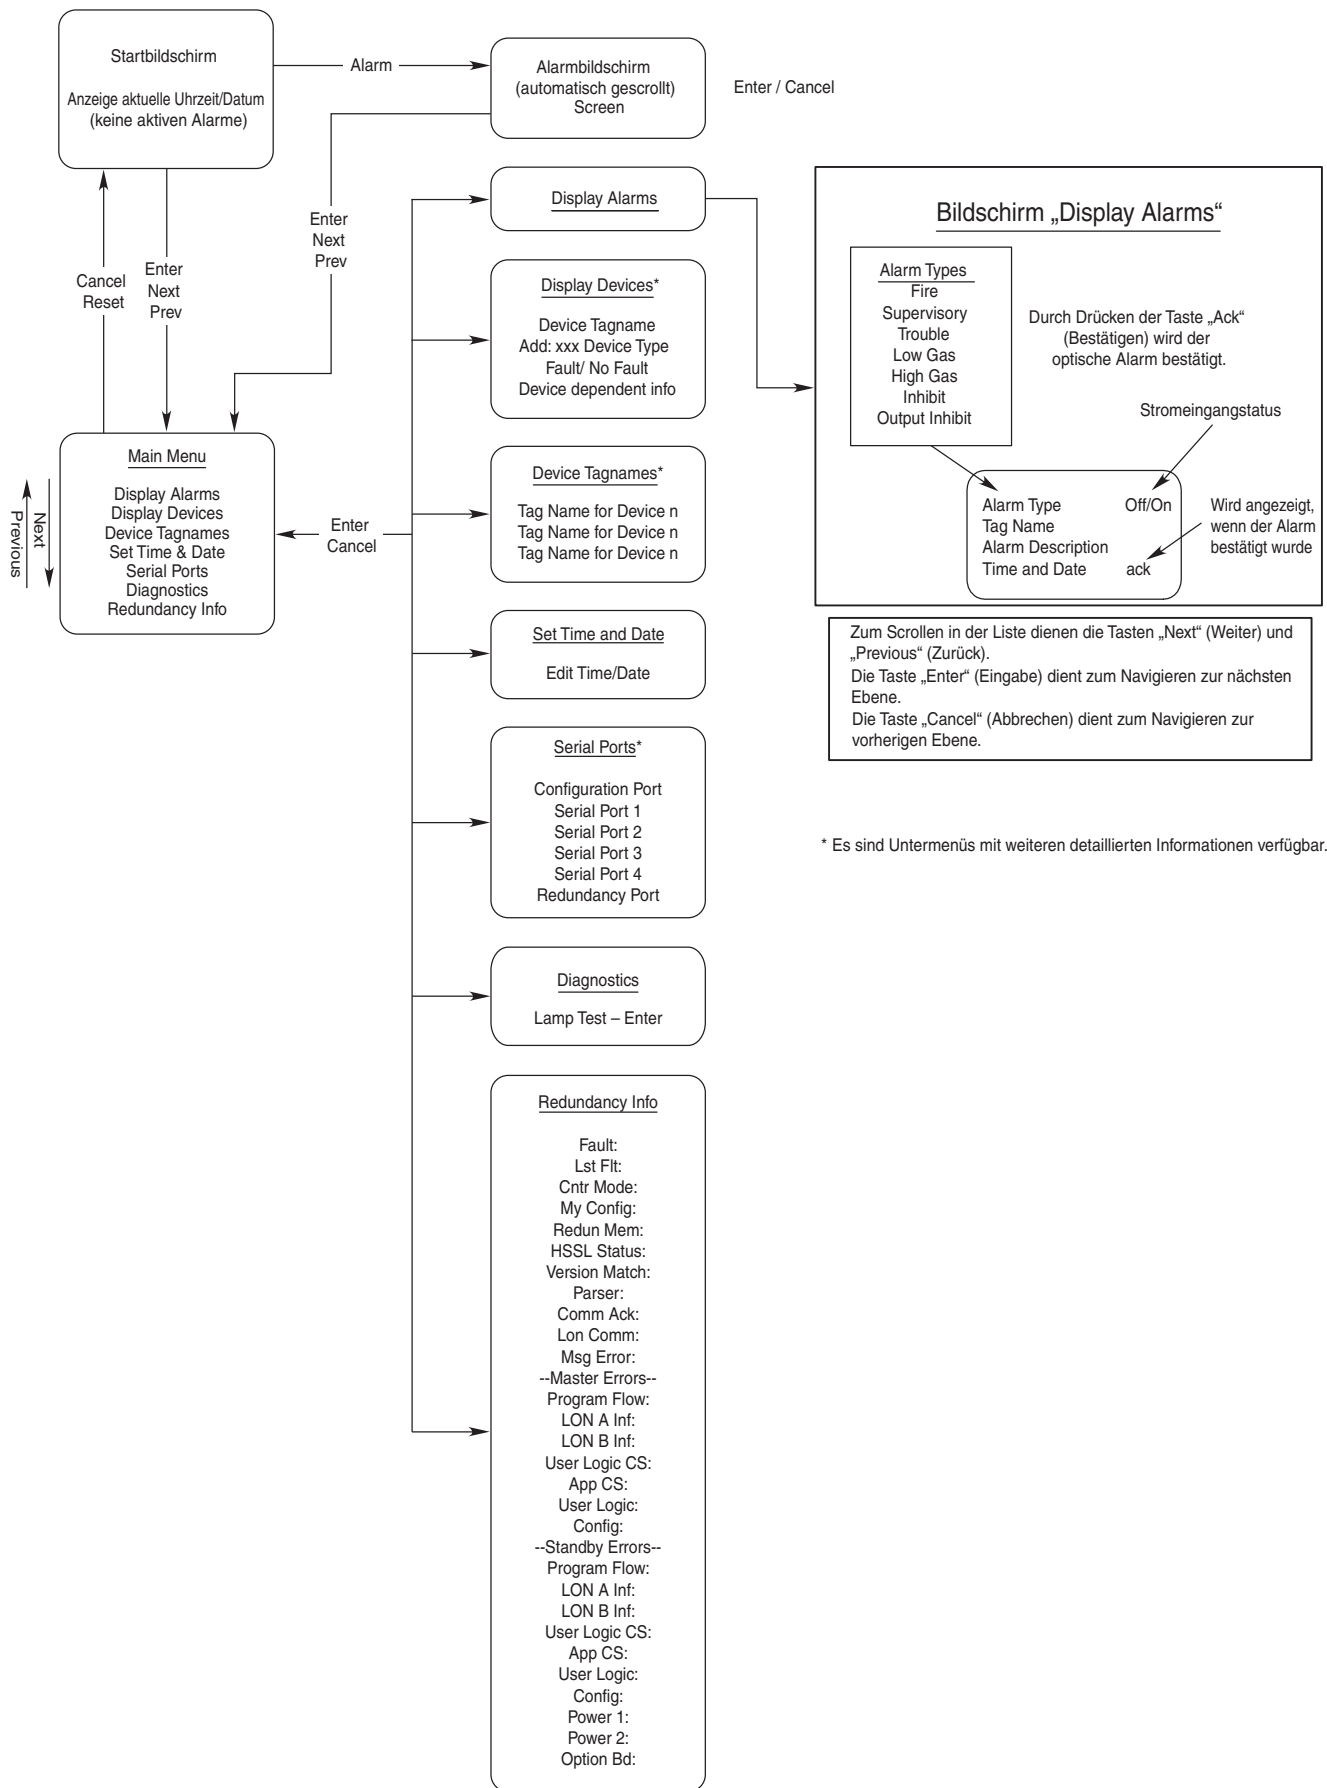 Startbildschirm
Anzeige aktuelle Uhrzeit/Datum
(keine aktiven Alarme)
Alarm
Alarmbildschirm
(automatisch gescrollt)
Screen
Enter / Cancel
Enter
Next
Prev
Cancel
Reset
Enter
Next
Prev
Main Menu
Display Alarms
Display Devices
Device Tagnames
Set Time & Date
Serial Ports
Diagnostics
Redundancy Info
Next
Previous
Enter
Cancel
Display Alarms
Display Devices*
Device Tagname
Add: xxx Device Type
Fault/ No Fault
Device dependent info
Device Tagnames*
Tag Name for Device n
Tag Name for Device n
Tag Name for Device n
Set Time and Date
Edit Time/Date
Serial Ports*
Configuration Port
Serial Port 1
Serial Port 2
Serial Port 3
Serial Port 4
Redundancy Port
Diagnostics
Lamp Test – Enter
Redundancy Info
Fault:
Lst Flt:
Cntr Mode:
My Config:
Redun Mem:
HSSL Status:
Version Match:
Parser:
Comm Ack:
Lon Comm:
Msg Error:
--Master Errors--
Program Flow:
LON A Inf:
LON B Inf:
User Logic CS:
App CS:
User Logic:
Config:
--Standby Errors--
Program Flow:
LON A Inf:
LON B Inf:
User Logic CS:
App CS:
User Logic:
Config:
Power 1:
Power 2:
Option Bd:
Bildschirm „Display Alarms“
Alarm Types
Fire
Supervisory
Trouble
Low Gas
High Gas
Inhibit
Output Inhibit
Durch Drücken der Taste „Ack“
(Bestätigen) wird der
optische Alarm bestätigt.
Stromeingangstatus
Alarm Type Off/On
Tag Name
Alarm Description
Time and Date ack
Wird angezeigt,
wenn der Alarm
bestätigt wurde
Zum Scrollen in der Liste dienen die Tasten „Next“ (Weiter) und
„Previous“ (Zurück).
Die Taste „Enter“ (Eingabe) dient zum Navigieren zur nächsten
Ebene.
Die Taste „Cancel“ (Abbrechen) dient zum Navigieren zur
vorherigen Ebene.
* Es sind Untermenüs mit weiteren detaillierten Informationen verfügbar.